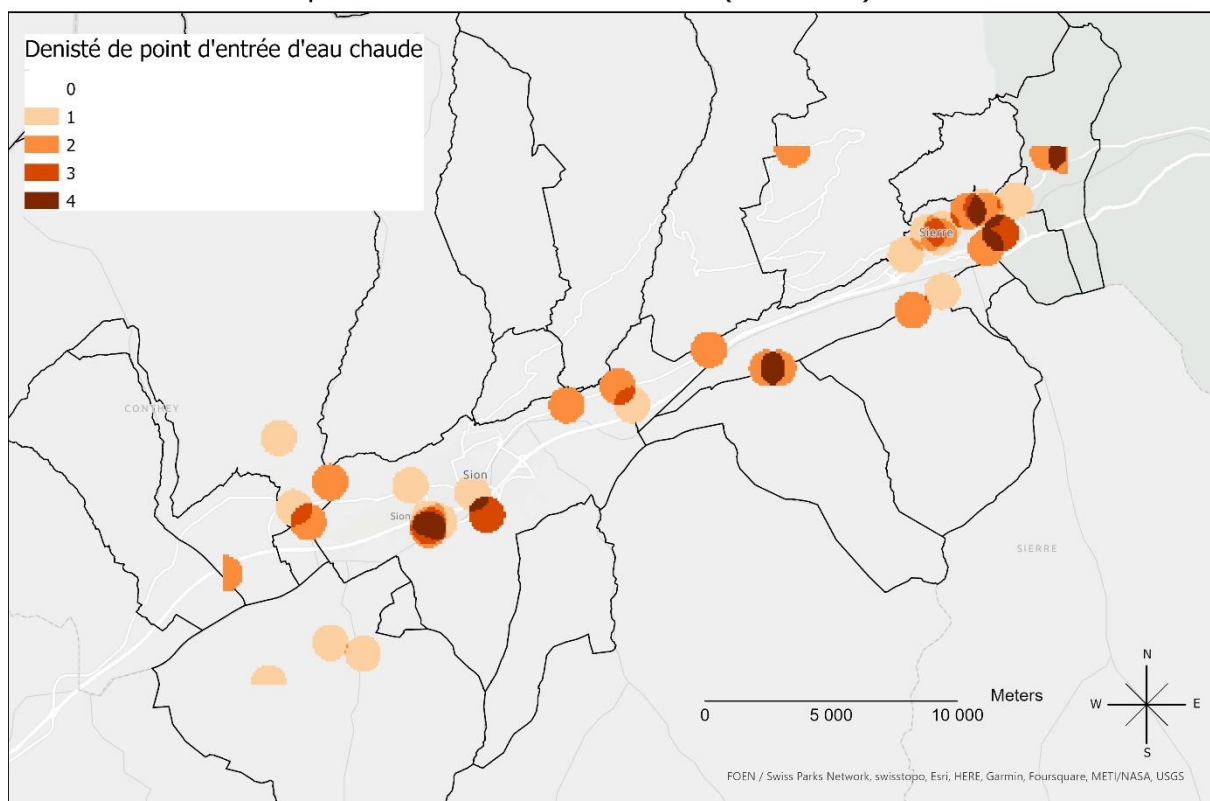 Denisté de point d'entrée d'eau chaude
0
1
2
3
4
Sierre
CONTHEY
Sion
Sion
SIERRE
N
W E
S
Meters
0 5 000 10 000
FOEN / Swiss Parks Network, swisstopo, Esri, HERE, Garmin, Foursquare, METI/NASA, USGS